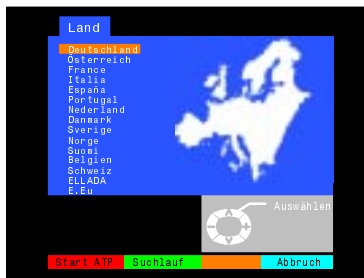 Land
Deutschland
Österreich
France
Italia
España
Portugal
Nederland
Danmark
Sverige
Norge
Suomi
Belgien
Schweiz
ELLADA
E.Eu
Auswählen
Start ATP Suchlauf Abbruch